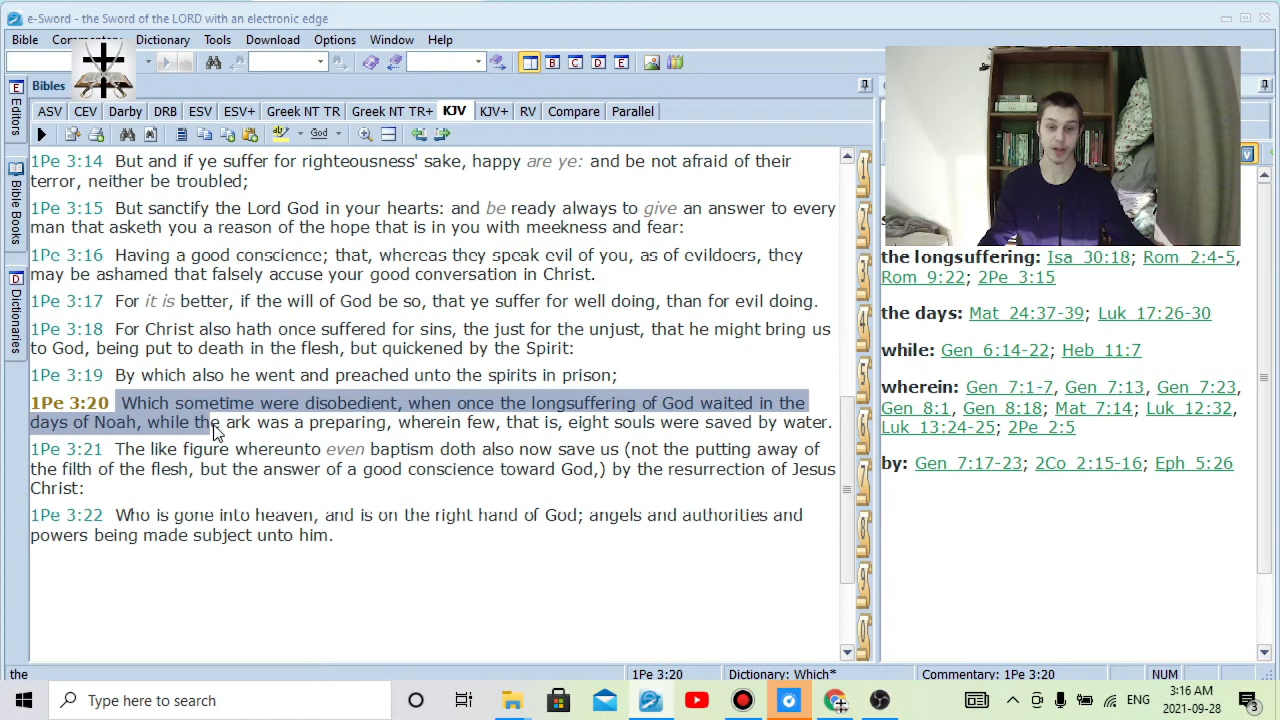 e-Sword - the Sword of the LORD with an electronic edge
Bible Commentary Dictionary Tools Download Options Window Help
Bibles
ASV CEV Darby DRB ESV ESV+ Greek NT TR Greek NT TR+ KJV KJV+ RV Compare Parallel
God
Editors
Bible Books
Dictionaries
1Pe 3:14 But and if ye suffer for righteousness' sake, happy are ye: and be not afraid of their
terror, neither be troubled;
1Pe 3:15 But sanctify the Lord God in your hearts: and be ready always to give an answer to every
man that asketh you a reason of the hope that is in you with meekness and fear:
1Pe 3:16 Having a good conscience; that, whereas they speak evil of you, as of evildoers, they
may be ashamed that falsely accuse your good conversation in Christ.
1Pe 3:17 For it is better, if the will of God be so, that ye suffer for well doing, than for evil doing.
1Pe 3:18 For Christ also hath once suffered for sins, the just for the unjust, that he might bring us
to God, being put to death in the flesh, but quickened by the Spirit:
1Pe 3:19 By which also he went and preached unto the spirits in prison;
1Pe 3:20 Which sometime were disobedient, when once the longsuffering of God waited in the
days of Noah, while the ark was a preparing, wherein few, that is, eight souls were saved by water.
1Pe 3:21 The like figure whereunto even baptism doth also now save us (not the putting away of
the filth of the flesh, but the answer of a good conscience toward God,) by the resurrection of Jesus
Christ:
1Pe 3:22 Who is gone into heaven, and is on the right hand of God; angels and authorities and
powers being made subject unto him.
1
2
3
4
5
6
7
8
9
0
the longsuffering: Isa 30:18; Rom 2:4-5,
Rom 9:22; 2Pe 3:15
the days: Mat 24:37-39; Luk 17:26-30
while: Gen 6:14-22; Heb 11:7
wherein: Gen 7:1-7, Gen 7:13, Gen 7:23,
Gen 8:1, Gen 8:18; Mat 7:14; Luk 12:32,
Luk 13:24-25; 2Pe 2:5
by: Gen 7:17-23; 2Co 2:15-16; Eph 5:26
the 1Pe 3:20 Dictionary: Which* Commentary: 1Pe 3:20 NUM
Type here to search
ENG
3:16 AM
2021-09-28
3